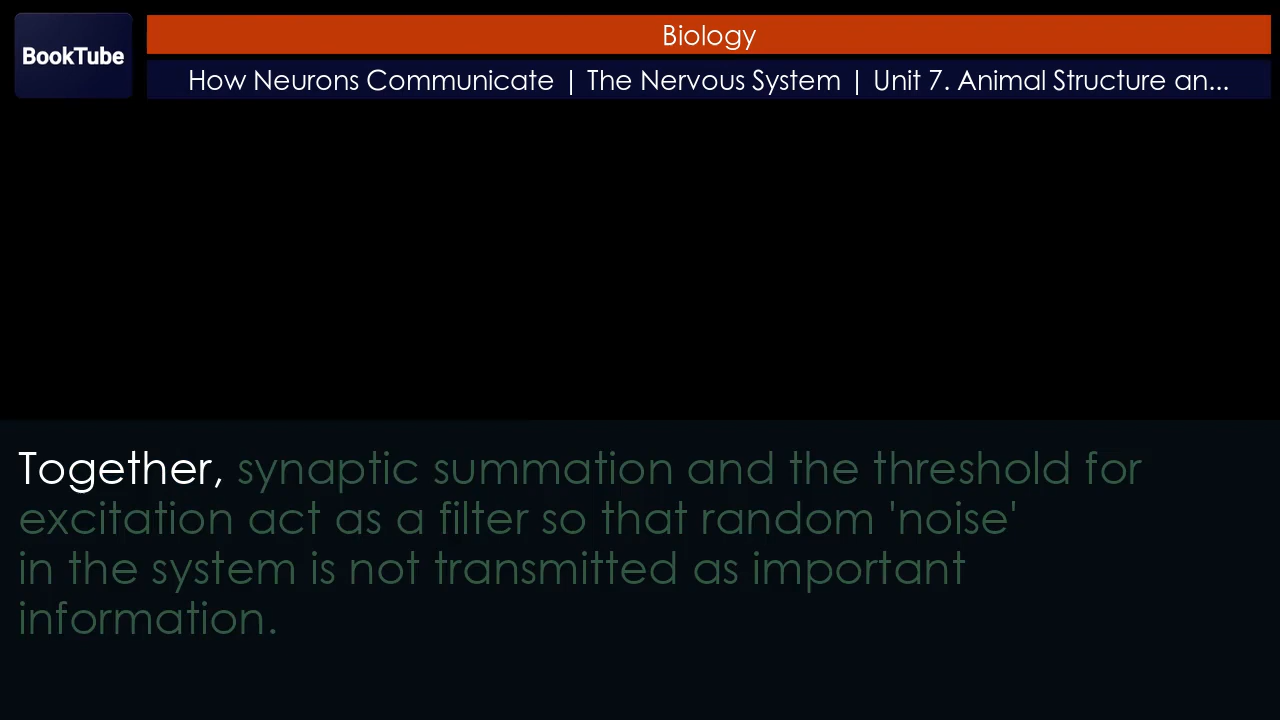 BookTube
Biology
How Neurons Communicate | The Nervous System | Unit 7. Animal Structure an...
Together, synaptic summation and the threshold for
excitation act as a filter so that random 'noise'
in the system is not transmitted as important
information.